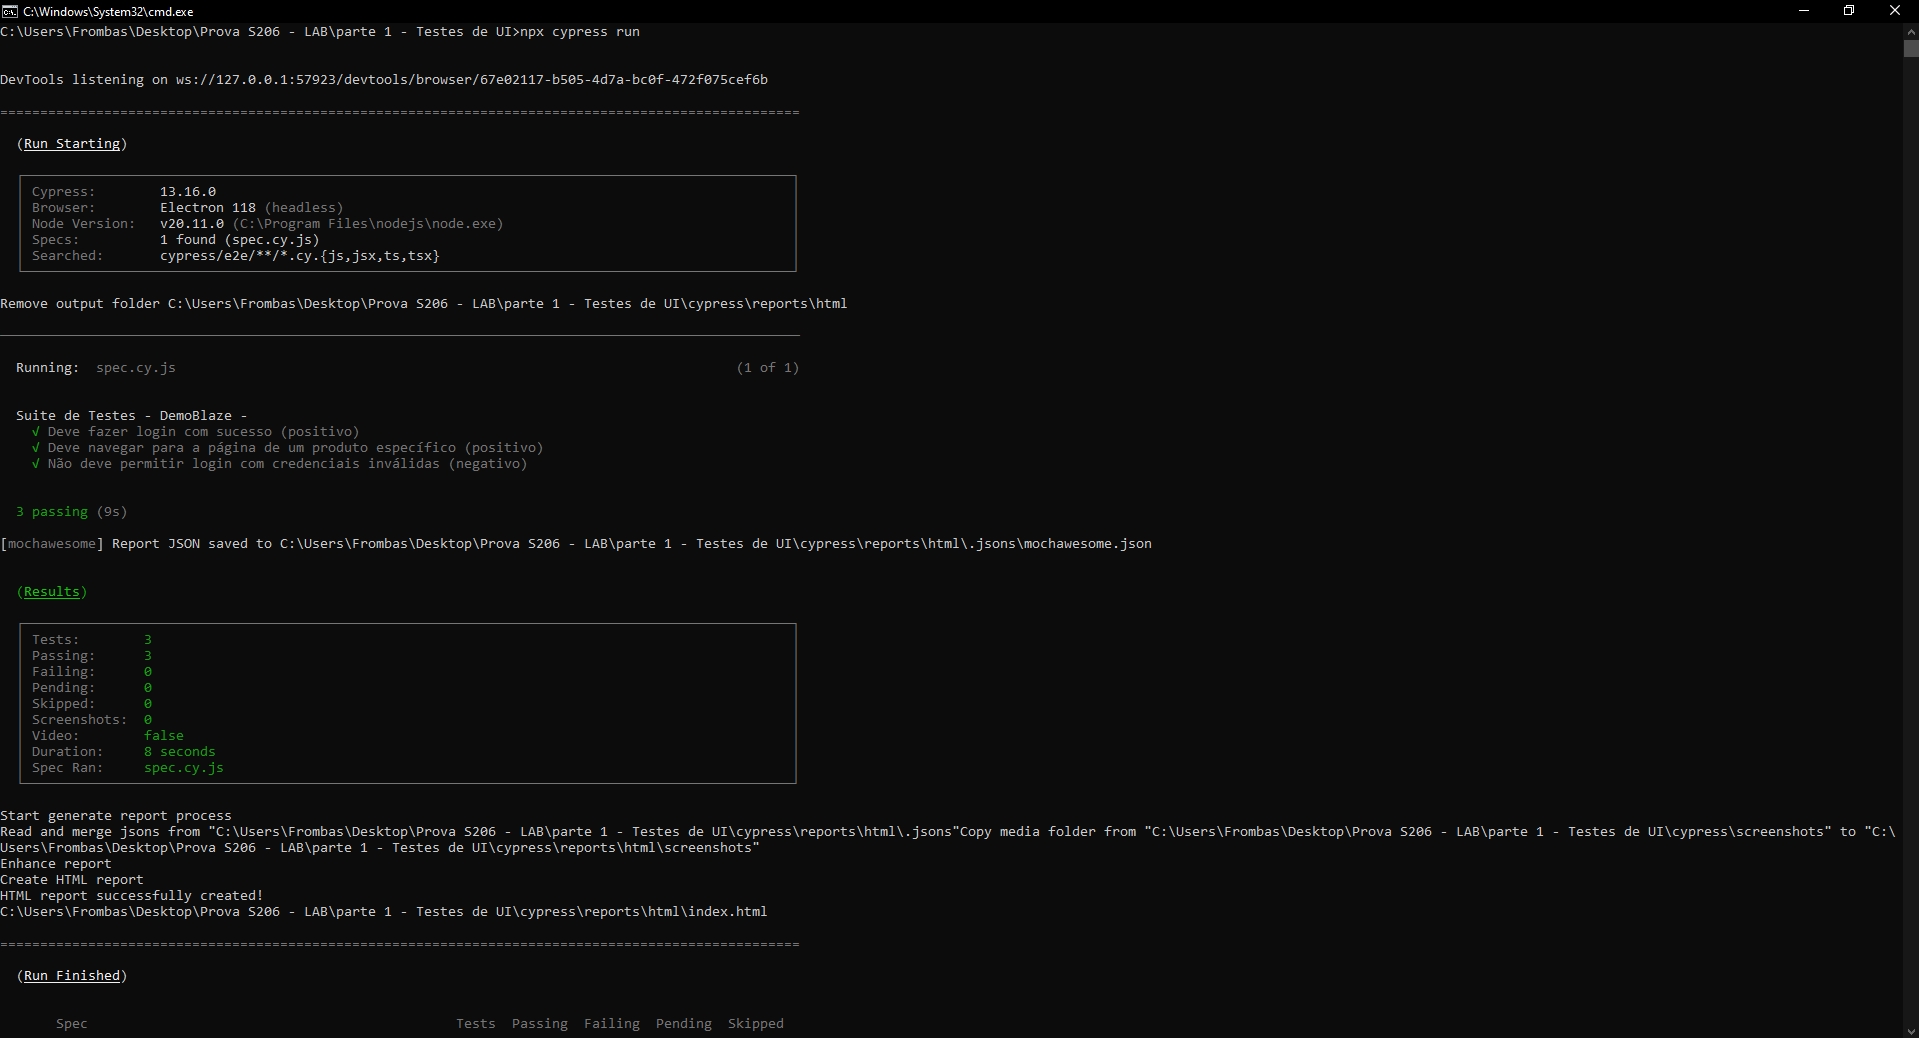 C:\Windows\System32\cmd.exe
C:\Users\Frombas\Desktop\Prova S206 - LAB\parte 1 - Testes de UI>npx cypress run
DevTools listening on ws://127.0.0.1:57923/devtools/browser/67e02117-b505-4d7a-bc0f-472f075cef6b
====================================================================================================
(Run Starting)
Cypress: 13.16.0
Browser: Electron 118 (headless)
Node Version: v20.11.0 (C:\Program Files\nodejs\node.exe)
Specs: 1 found (spec.cy.js)
Searched: cypress/e2e/**/*.cy.{js,jsx,ts,tsx}
Remove output folder C:\Users\Frombas\Desktop\Prova S206 - LAB\parte 1 - Testes de UI\cypress\reports\html
Running: spec.cy.js (1 of 1)
Suite de Testes - DemoBlaze -
√ Deve fazer login com sucesso (positivo)
√ Deve navegar para a página de um produto específico (positivo)
√ Não deve permitir login com credenciais inválidas (negativo)
3 passing (9s)
[mochawesome] Report JSON saved to C:\Users\Frombas\Desktop\Prova S206 - LAB\parte 1 - Testes de UI\cypress\reports\html\.jsons\mochawesome.json
(Results)
Tests: 3
Passing: 3
Failing: 0
Pending: 0
Skipped: 0
Screenshots: 0
Video: false
Duration: 8 seconds
Spec Ran: spec.cy.js
Start generate report process
Read and merge jsons from "C:\Users\Frombas\Desktop\Prova S206 - LAB\parte 1 - Testes de UI\cypress\reports\html\.jsons"Copy media folder from "C:\Users\Frombas\Desktop\Prova S206 - LAB\parte 1 - Testes de UI\cypress\screenshots" to "C:\
Users\Frombas\Desktop\Prova S206 - LAB\parte 1 - Testes de UI\cypress\reports\html\screenshots"
Enhance report
Create HTML report
HTML report successfully created!
C:\Users\Frombas\Desktop\Prova S206 - LAB\parte 1 - Testes de UI\cypress\reports\html\index.html
====================================================================================================
(Run Finished)
Spec Tests Passing Failing Pending Skipped